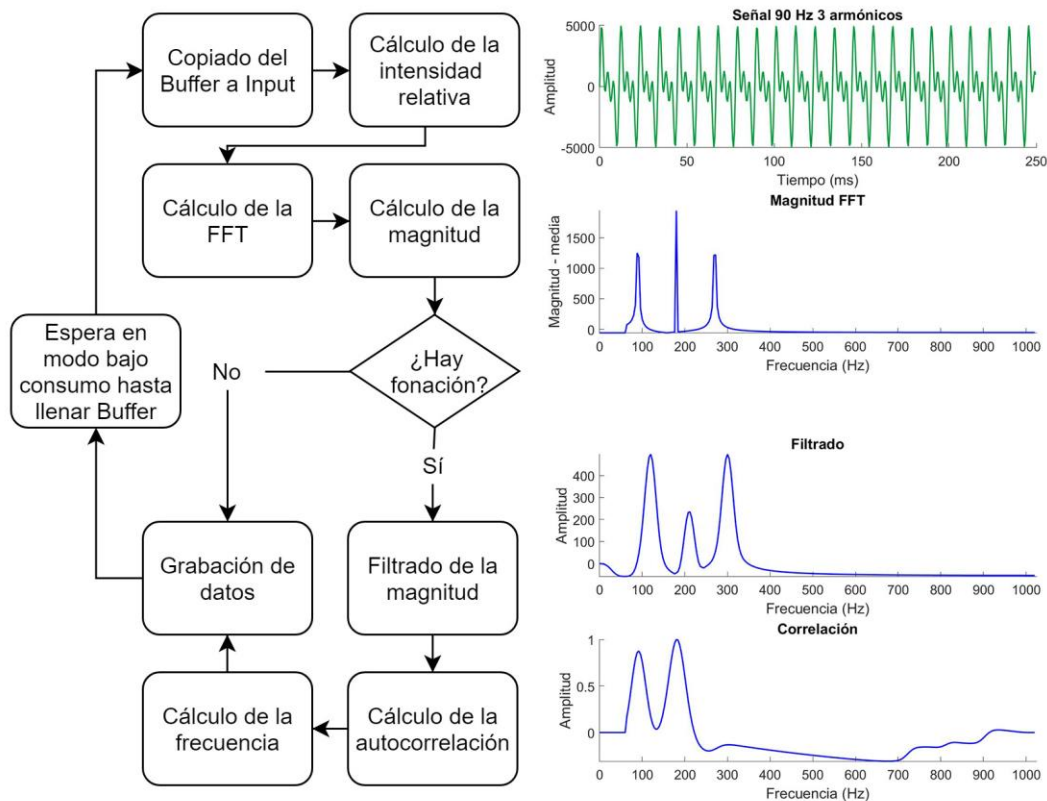 Copiado del
Buffer a Input
Cálculo de la
intensidad
relativa
Cálculo de la
FFT
Cálculo de la
magnitud
¿Hay
fonación?
No
Sí
Espera en
modo bajo
consumo hasta
llenar Buffer
Grabación de
datos
Filtrado de la
magnitud
Cálculo de la
frecuencia
Cálculo de la
autocorrelación
Señal 90 Hz 3 armónicos
Amplitud
5000
0
-5000
0 50 100 150 200 250
Tiempo (ms)
Magnitud FFT
Magnitud - media
1500
1000
500
0
0 100 200 300 400 500 600 700 800 900 1000
Frecuencia (Hz)
Filtrado
Amplitud
400
300
200
100
0
0 100 200 300 400 500 600 700 800 900 1000
Frecuencia (Hz)
Correlación
Amplitud
1
0.5
0
0 100 200 300 400 500 600 700 800 900 1000
Frecuencia (Hz)